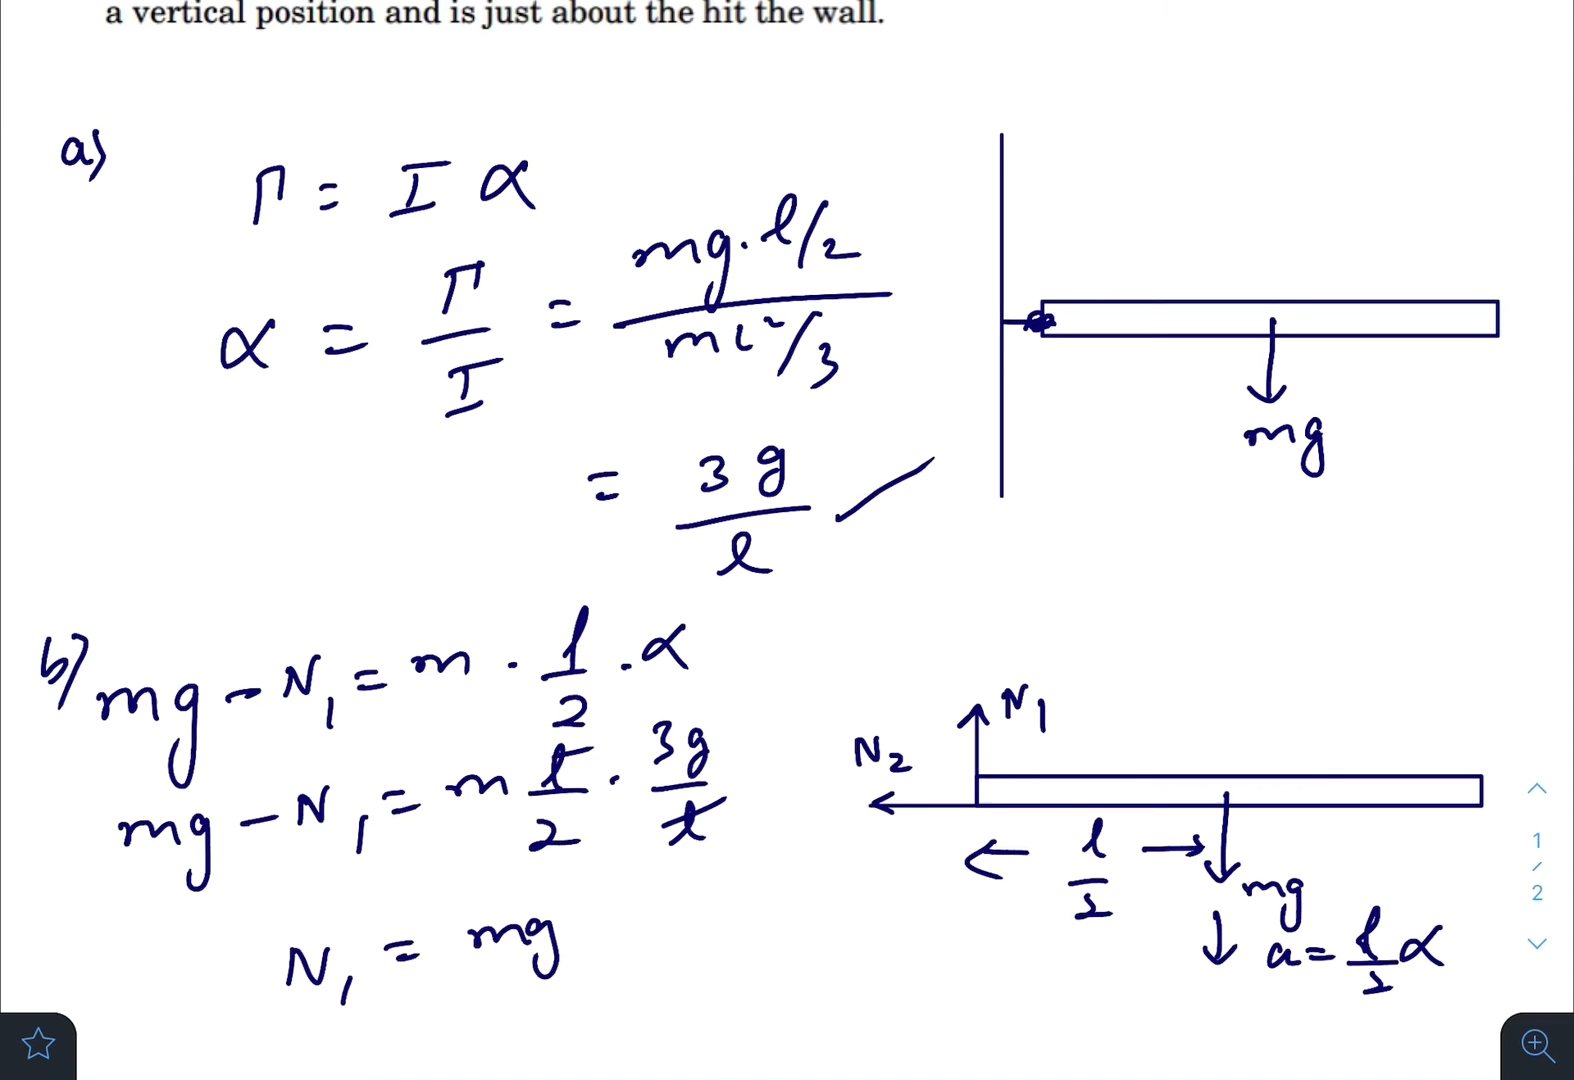 a vertical position and is just about the hit the wall.
a)
Γ = I α
α = Γ/I = (mg · l/2)/(ml²/3)
= 3g/l
mg
b) mg - N₁ = m · l/2 · α
mg - N₁ = m l/2 · 3g/l
N₁ = mg
N₁
N₂
l/2
mg
a = l/2 α
1
/
2